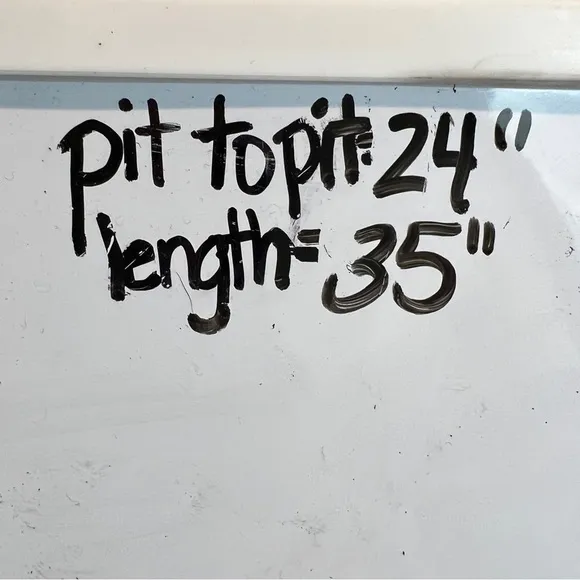 pit to pit= 24"
length= 35"